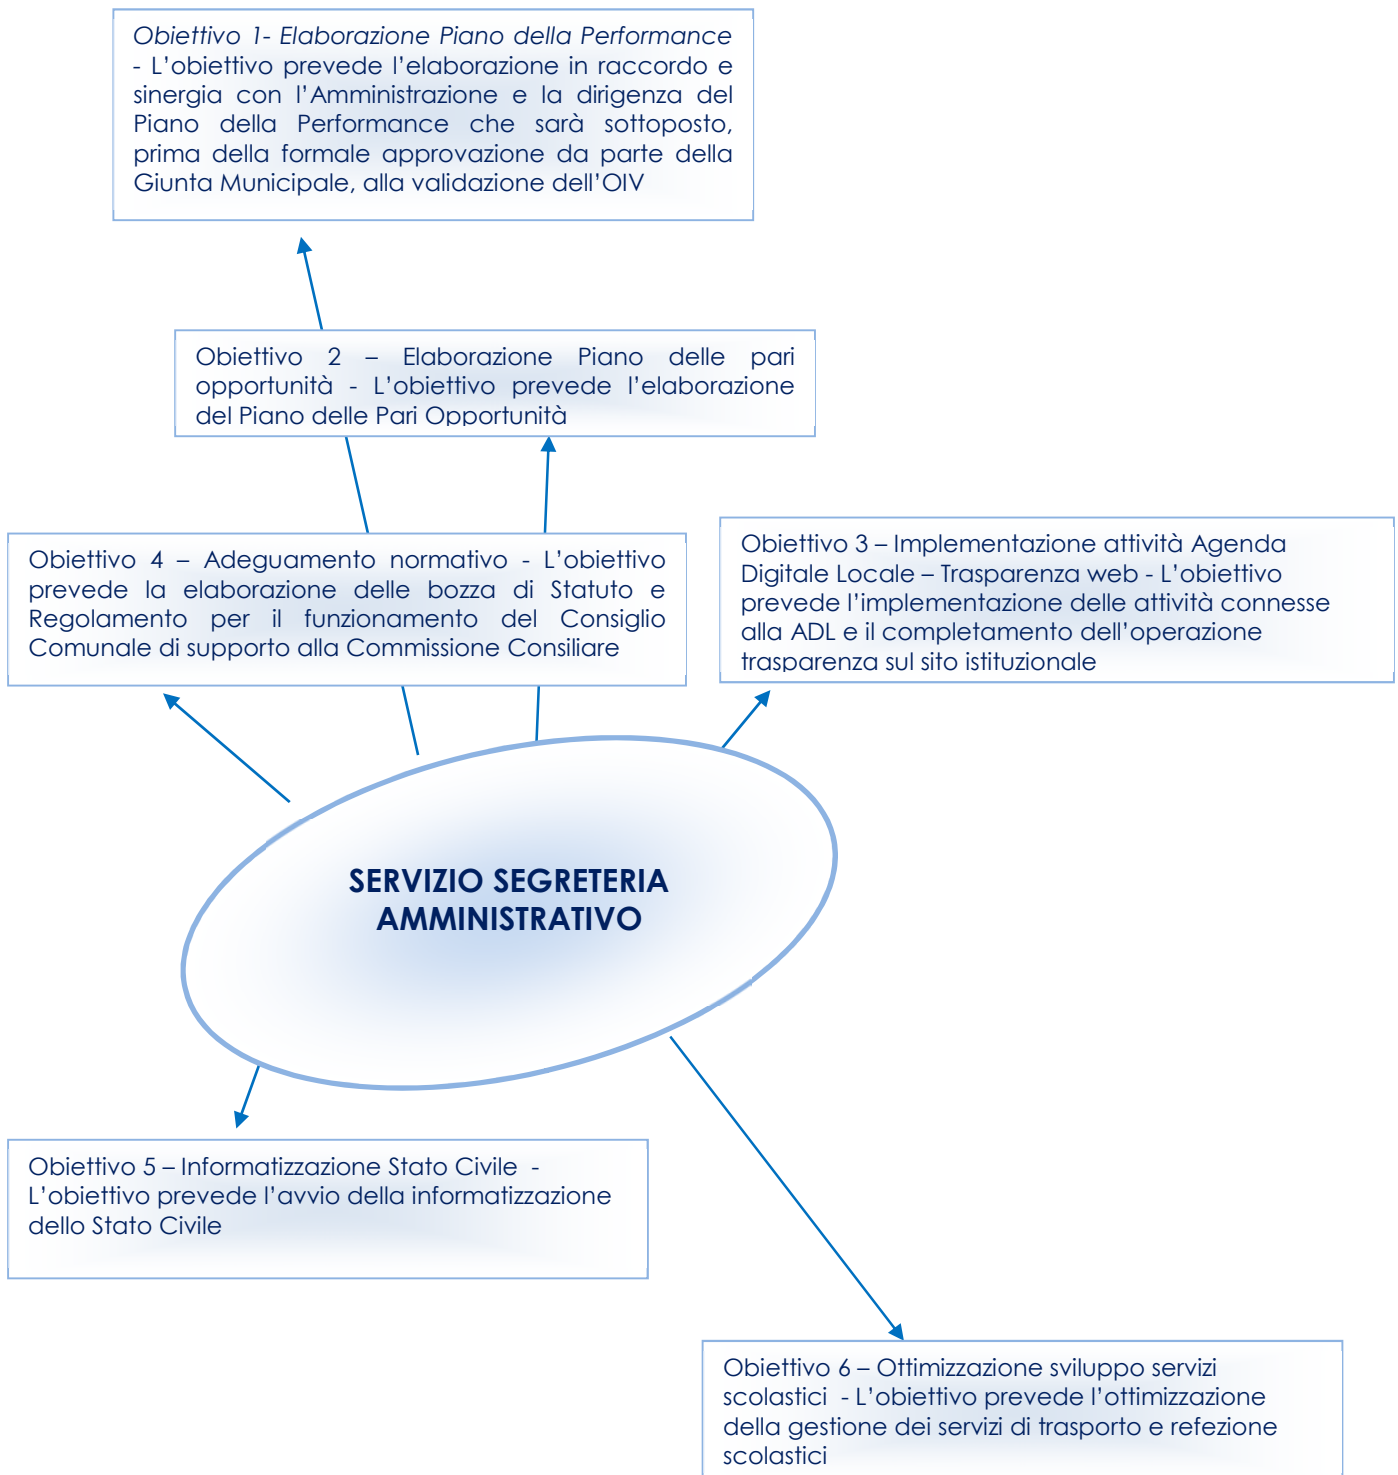 Obiettivo 1- Elaborazione Piano della Performance
- L’obiettivo prevede l’elaborazione in raccordo e
sinergia con l’Amministrazione e la dirigenza del
Piano della Performance che sarà sottoposto,
prima della formale approvazione da parte della
Giunta Municipale, alla validazione dell’OIV
Obiettivo 2 – Elaborazione Piano delle pari
opportunità - L’obiettivo prevede l’elaborazione
del Piano delle Pari Opportunità
Obiettivo 4 – Adeguamento normativo - L’obiettivo
prevede la elaborazione delle bozza di Statuto e
Regolamento per il funzionamento del Consiglio
Comunale di supporto alla Commissione Consiliare
Obiettivo 3 – Implementazione attività Agenda
Digitale Locale – Trasparenza web - L’obiettivo
prevede l’implementazione delle attività connesse
alla ADL e il completamento dell’operazione
trasparenza sul sito istituzionale
SERVIZIO SEGRETERIA
AMMINISTRATIVO
Obiettivo 5 – Informatizzazione Stato Civile -
L’obiettivo prevede l’avvio della informatizzazione
dello Stato Civile
Obiettivo 6 – Ottimizzazione sviluppo servizi
scolastici - L’obiettivo prevede l’ottimizzazione
della gestione dei servizi di trasporto e refezione
scolastici